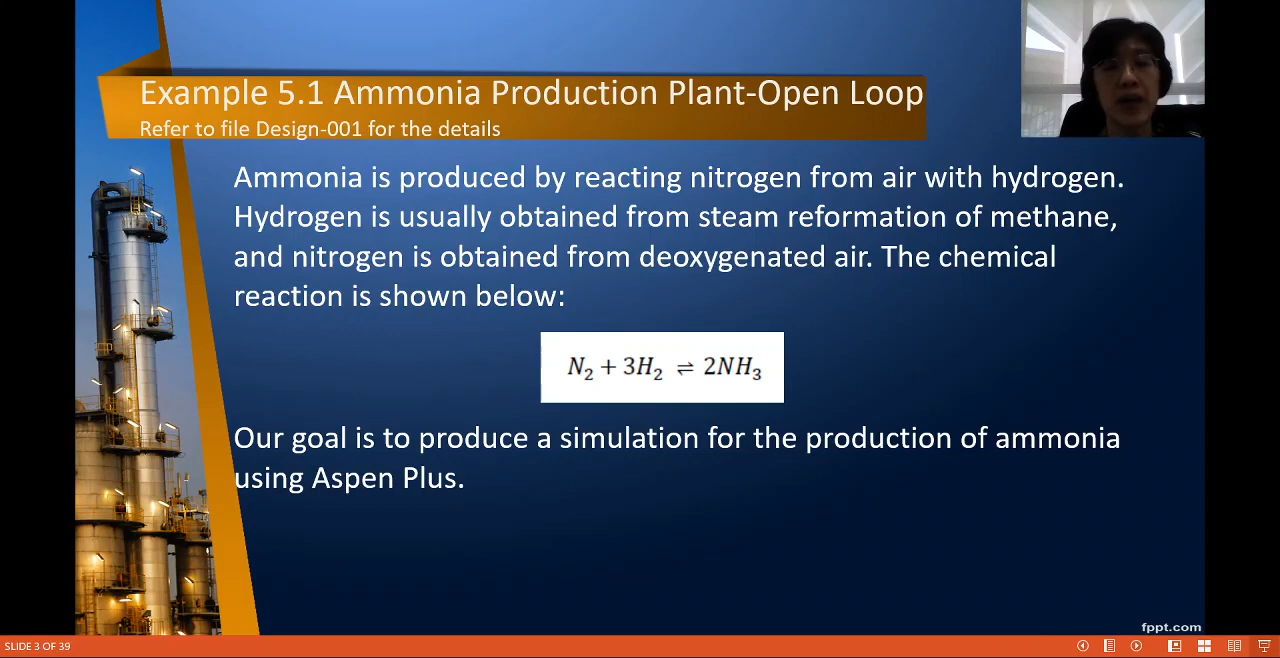 Example 5.1 Ammonia Production Plant-Open Loop
Refer to file Design-001 for the details
Ammonia is produced by reacting nitrogen from air with hydrogen.
Hydrogen is usually obtained from steam reformation of methane,
and nitrogen is obtained from deoxygenated air. The chemical
reaction is shown below:
N₂ + 3H₂ ⇌ 2NH₃
Our goal is to produce a simulation for the production of ammonia
using Aspen Plus.
fppt.com
SLIDE 3 OF 39